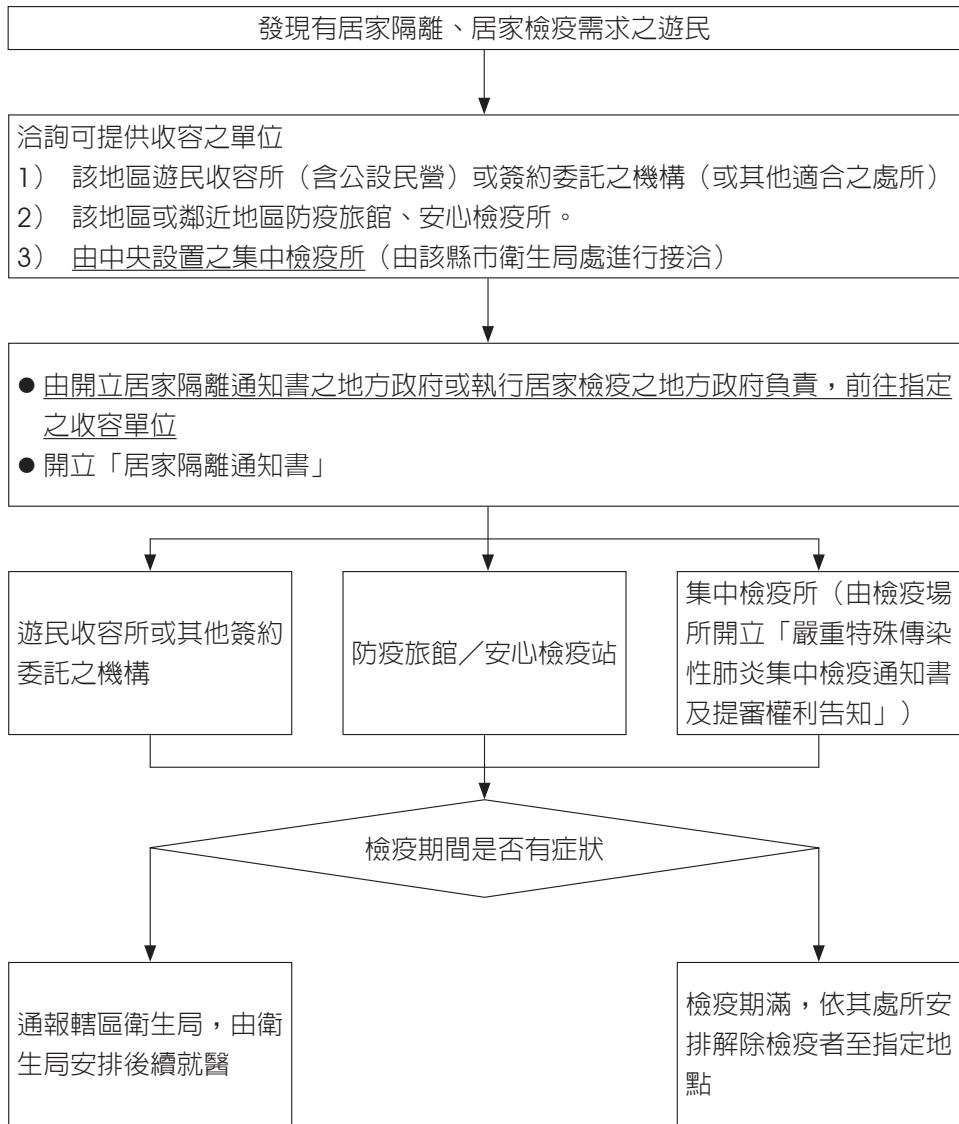 發現有居家隔離、居家檢疫需求之遊民
洽詢可提供收容之單位
1） 該地區遊民收容所（含公設民營）或簽約委託之機構（或其他適合之處所）
2） 該地區或鄰近地區防疫旅館、安心檢疫所。
3） 由中央設置之集中檢疫所（由該縣市衛生局處進行接洽）
● 由開立居家隔離通知書之地方政府或執行居家檢疫之地方政府負責，前往指定
之收容單位
● 開立「居家隔離通知書」
遊民收容所或其他簽約
委託之機構
防疫旅館／安心檢疫站
集中檢疫所（由檢疫場
所開立「嚴重特殊傳染
性肺炎集中檢疫通知書
及提審權利告知」）
檢疫期間是否有症狀
通報轄區衛生局，由衛
生局安排後續就醫
檢疫期滿，依其處所安
排解除檢疫者至指定地
點